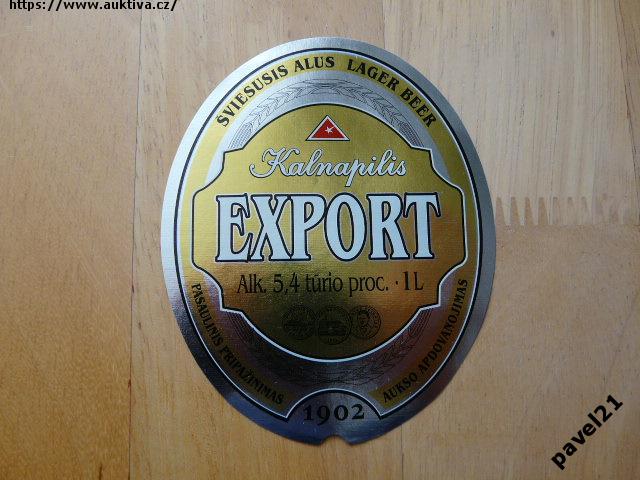 https://www.auktiva.cz/
ŠVIESUSIS ALUS LAGER BEER
Kalnapilis
EXPORT
Alk. 5,4 tūrio proc. · 1 L
PASAULINIS PRIPAŽINIMAS
AUKSO APDOVANOJIMAS
1902
pavel21